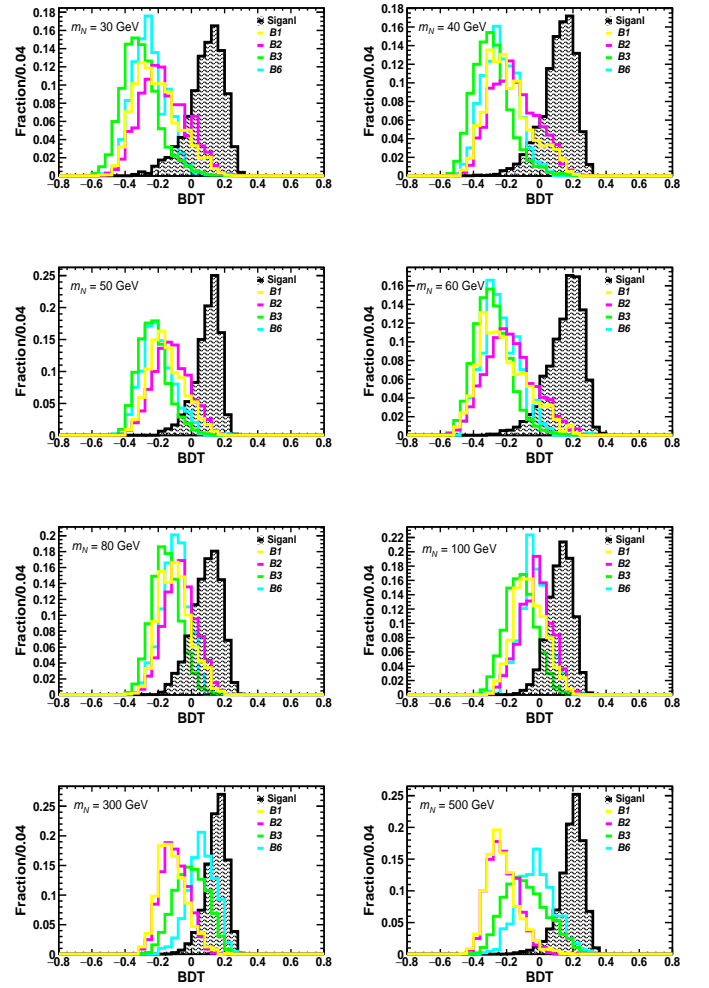 m_N = 30 GeV
Siganl
B1
B2
B3
B6
Fraction/0.04
0.18
0.16
0.14
0.12
0.1
0.08
0.06
0.04
0.02
0
−0.8 −0.6 −0.4 −0.2 0 0.2 0.4 0.6 0.8
BDT
m_N = 40 GeV
Siganl
B1
B2
B3
B6
Fraction/0.04
0.18
0.16
0.14
0.12
0.1
0.08
0.06
0.04
0.02
0
−0.8 −0.6 −0.4 −0.2 0 0.2 0.4 0.6 0.8
BDT
m_N = 50 GeV
Siganl
B1
B2
B3
B6
Fraction/0.04
0.25
0.2
0.15
0.1
0.05
0
−0.8 −0.6 −0.4 −0.2 0 0.2 0.4 0.6 0.8
BDT
m_N = 60 GeV
Siganl
B1
B2
B3
B6
Fraction/0.04
0.16
0.14
0.12
0.1
0.08
0.06
0.04
0.02
0
−0.8 −0.6 −0.4 −0.2 0 0.2 0.4 0.6 0.8
BDT
m_N = 80 GeV
Siganl
B1
B2
B3
B6
Fraction/0.04
0.2
0.18
0.16
0.14
0.12
0.1
0.08
0.06
0.04
0.02
0
−0.8 −0.6 −0.4 −0.2 0 0.2 0.4 0.6 0.8
BDT
m_N = 100 GeV
Siganl
B1
B2
B3
B6
Fraction/0.04
0.22
0.2
0.18
0.16
0.14
0.12
0.1
0.08
0.06
0.04
0.02
0
−0.8 −0.6 −0.4 −0.2 0 0.2 0.4 0.6 0.8
BDT
m_N = 300 GeV
Siganl
B1
B2
B3
B6
Fraction/0.04
0.25
0.2
0.15
0.1
0.05
0
−0.8 −0.6 −0.4 −0.2 0 0.2 0.4 0.6 0.8
BDT
m_N = 500 GeV
Siganl
B1
B2
B3
B6
Fraction/0.04
0.2
0.15
0.1
0.05
0
−0.8 −0.6 −0.4 −0.2 0 0.2 0.4 0.6 0.8
BDT